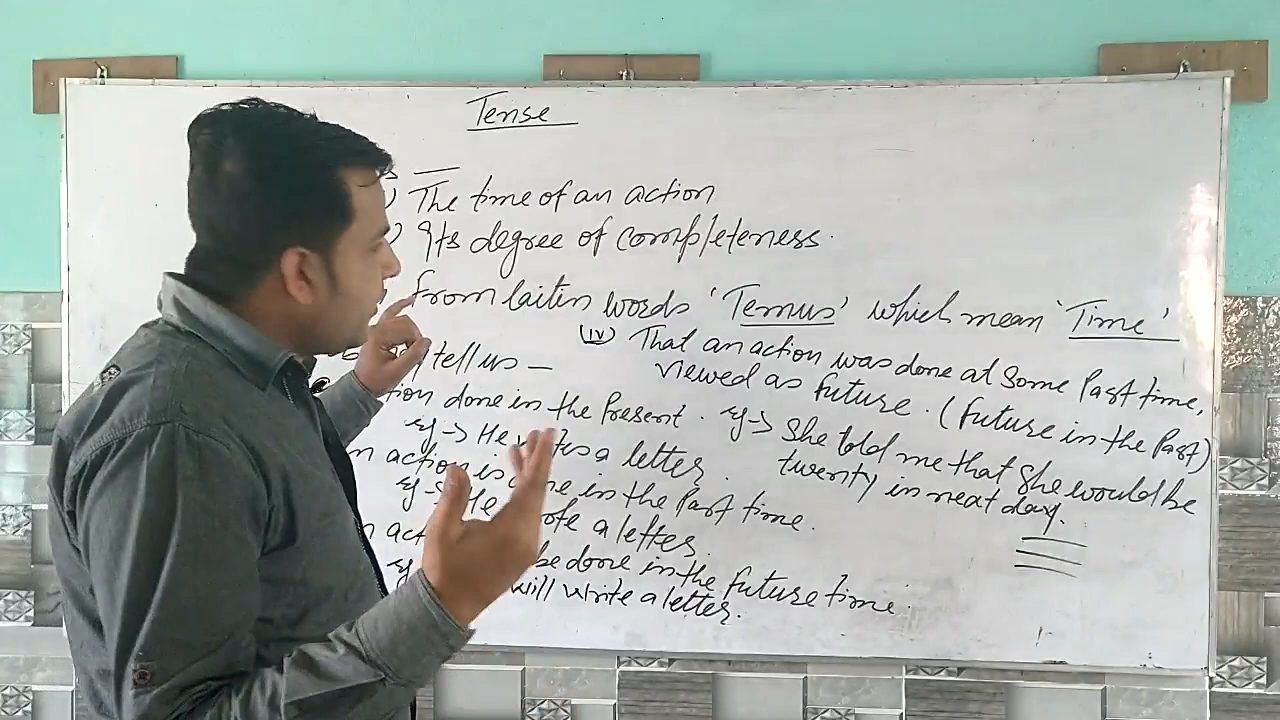 Tense
The time of an action
Its degree of completeness.
from laitin words 'Temus' which mean 'Time'
tell us —
(iv) That an action was done at Some Past time,
viewed as future. (future in the Past)
eg → She told me that She would be
twenty in neat day.
done in the Present.
eg → He a letter.
action is in the Past time.
eg → a letter.
be done in the future time.
eg will write a letter.